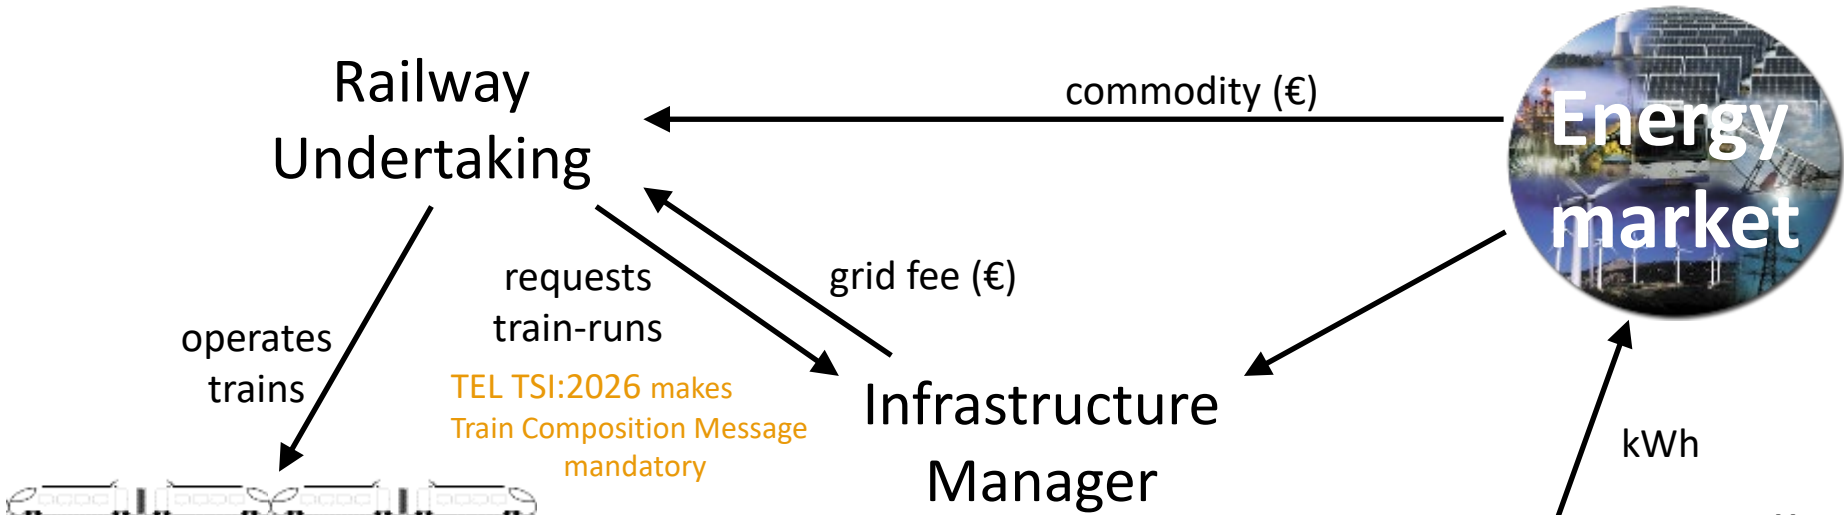 Railway
Undertaking
commodity (€)
Energy
market
requests
train-runs
grid fee (€)
operates
trains
TEL TSI:2026 makes
Train Composition Message
mandatory
Infrastructure
Manager
kWh